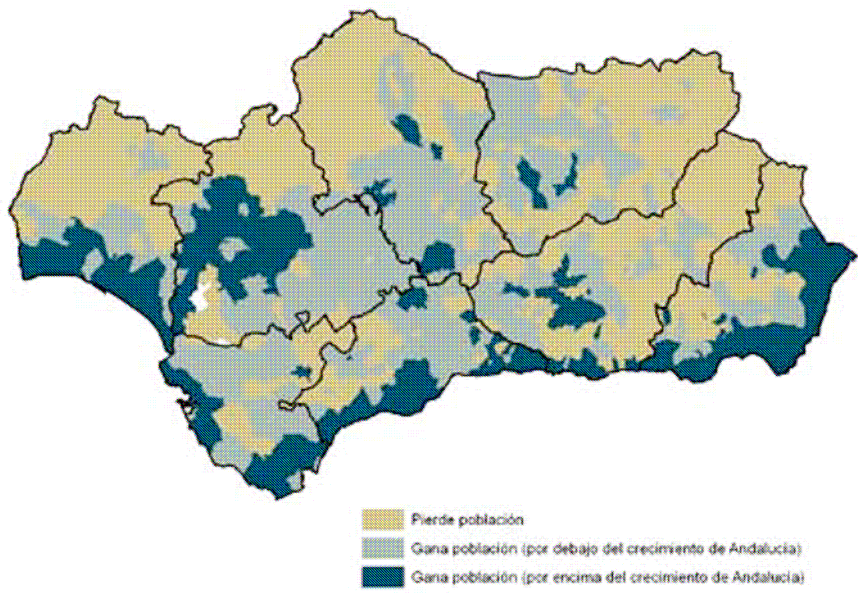 Pierde población
Gana población (por debajo del crecimiento de Andalucía)
Gana población (por encima del crecimiento de Andalucía)